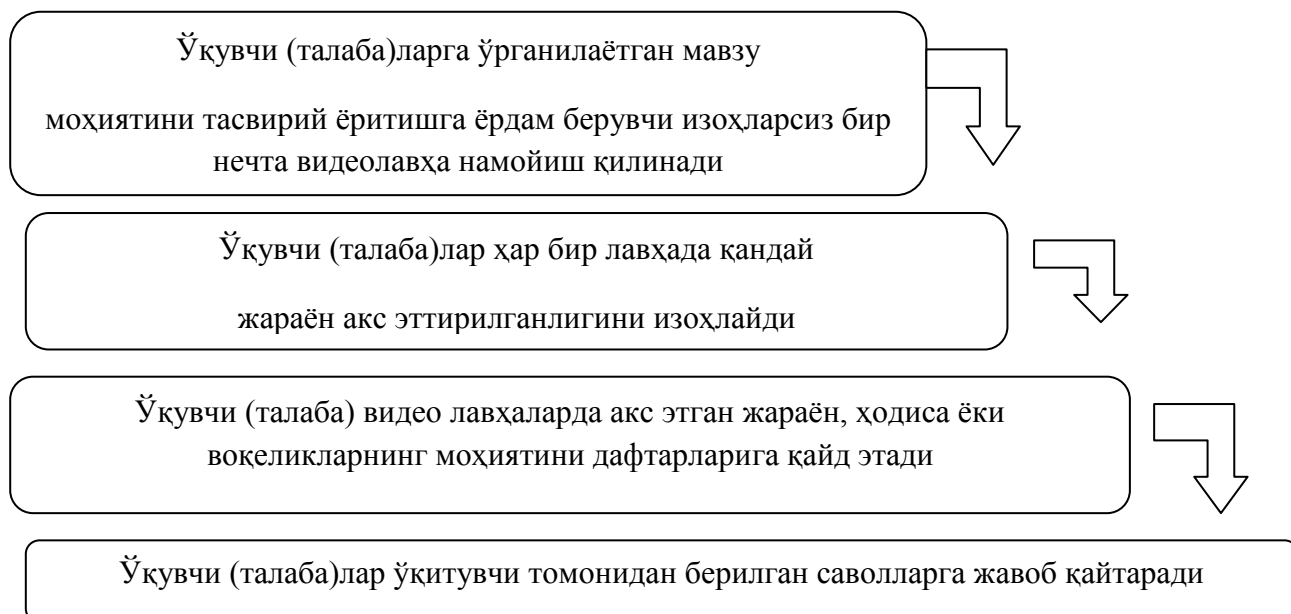 Ўқувчи (талаба)ларга ўрганилаётган мавзу
моҳиятини тасвирий ёритишга ёрдам берувчи изоҳларсиз бир
нечта видеолавҳа намойиш қилинади
Ўқувчи (талаба)лар ҳар бир лавҳада қандай
жараён акс эттирилганлигини изоҳлайди
Ўқувчи (талаба) видео лавҳаларда акс этган жараён, ҳодиса ёки
воқеликларнинг моҳиятини дафтарларига қайд этади
Ўқувчи (талаба)лар ўқитувчи томонидан берилган саволларга жавоб қайтаради